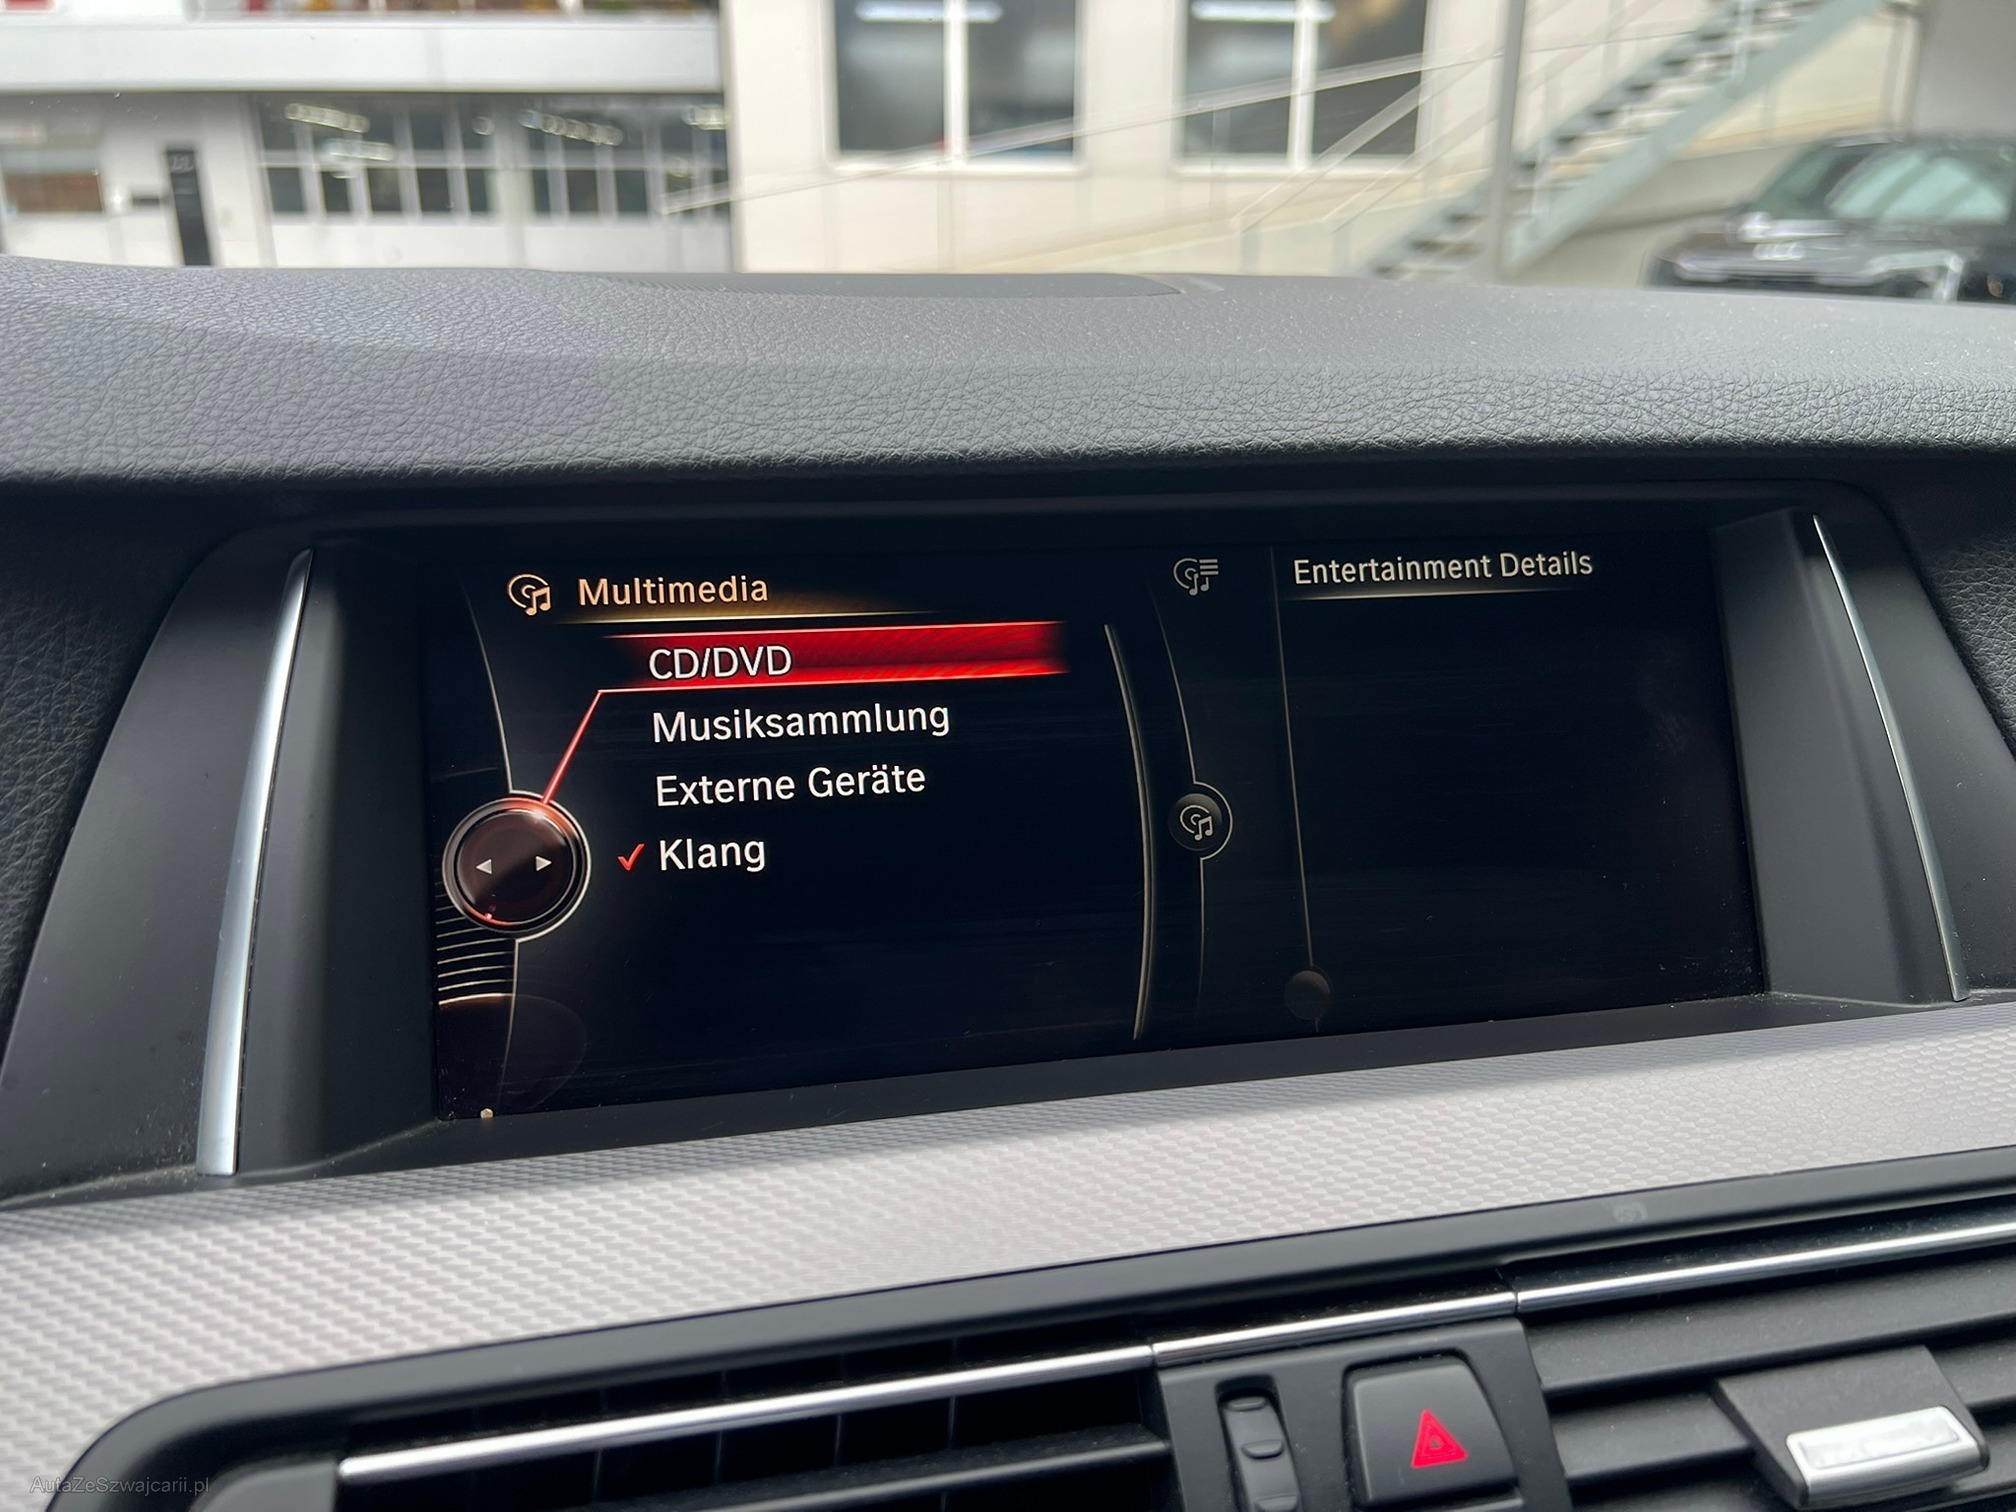 Multimedia
CD/DVD
Musiksammlung
Externe Geräte
✓ Klang
Entertainment Details
AutaZeSzwajcarii.pl